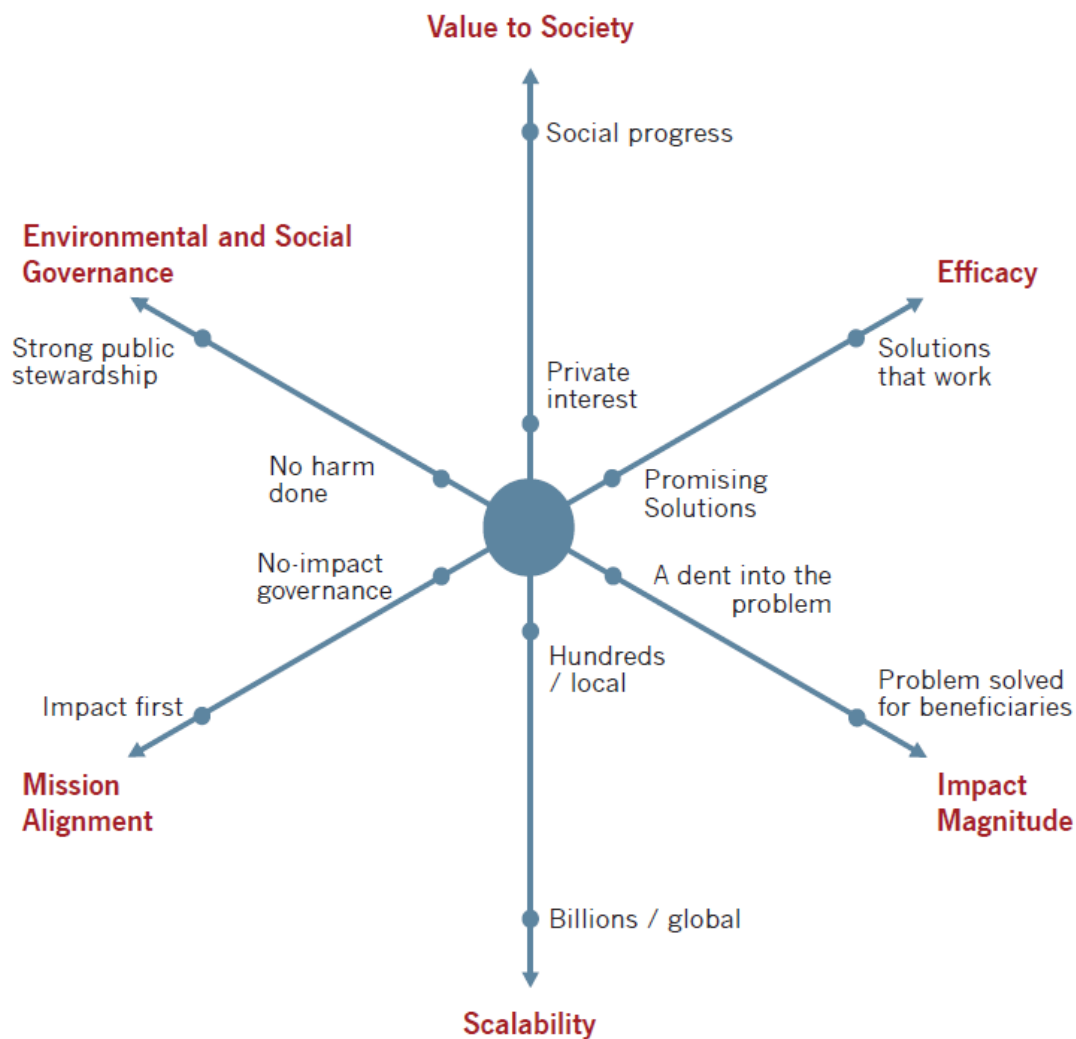 Value to Society
Social progress
Environmental and Social
Governance
Efficacy
Strong public
stewardship
Solutions
that work
Private
interest
No harm
done
Promising
Solutions
No-impact
governance
A dent into the
problem
Hundreds
/ local
Impact first
Problem solved
for beneficiaries
Mission
Alignment
Impact
Magnitude
Billions / global
Scalability